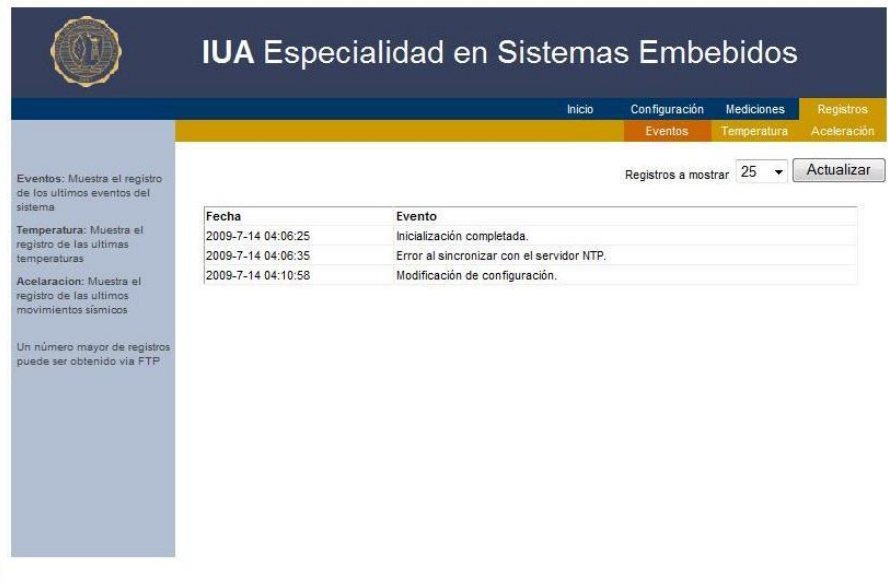 IUA Especialidad en Sistemas Embebidos
Inicio Configuración Mediciones Registros
Eventos Temperatura Aceleración
Eventos: Muestra el registro
de los ultimos eventos del
sistema
Temperatura: Muestra el
registro de las ultimas
temperaturas
Acelaracion: Muestra el
registro de las ultimos
movimientos sísmicos
Un número mayor de registros
puede ser obtenido via FTP
Registros a mostrar 25 Actualizar
Fecha Evento
2009-7-14 04:06:25 Inicialización completada.
2009-7-14 04:06:35 Error al sincronizar con el servidor NTP.
2009-7-14 04:10:58 Modificación de configuración.